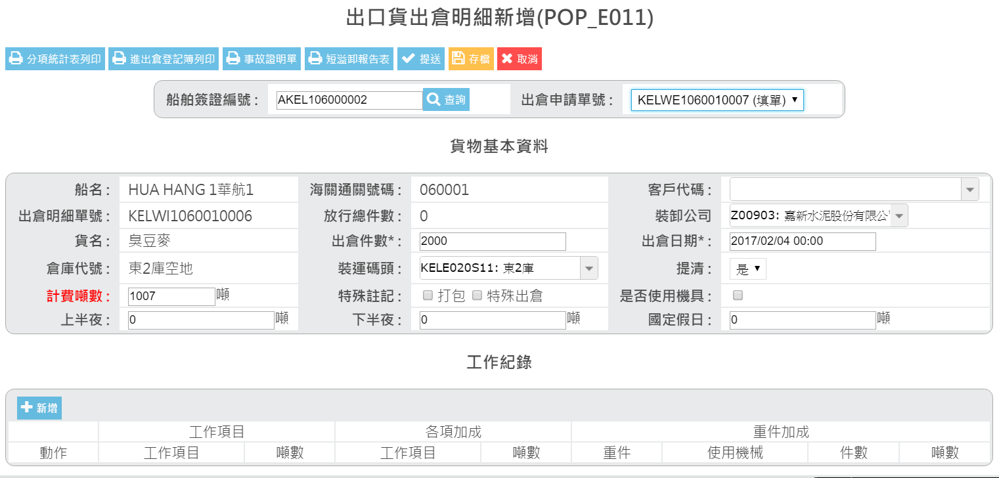 出口貨出倉明細新增(POP_E011)
分項統計表列印 進出倉登記簿列印 事故證明單 短溢卸報告表 提送 存檔 取消
船舶簽證編號： AKEL106000002 查詢 出倉申請單號： KELWE1060010007 (填單)
貨物基本資料
船名： HUA HANG 1華航1 海關通關號碼： 060001 客戶代碼：
出倉明細單號： KELWI1060010006 放行總件數： 0 裝卸公司 Z00903: 嘉新水泥股份有限公
貨名： 臭豆麥 出倉件數*： 2000 出倉日期*： 2017/02/04 00:00
倉庫代號： 東2庫空地 裝運碼頭： KELE020S11: 東2庫 提清： 是
計費噸數： 1007 噸 特殊註記： 打包 特殊出倉 是否使用機具：
上半夜： 0 噸 下半夜： 0 噸 國定假日： 0 噸
工作紀錄
新增
工作項目 各項加成 重件加成
動作 工作項目 噸數 工作項目 噸數 重件 使用機械 件數 噸數